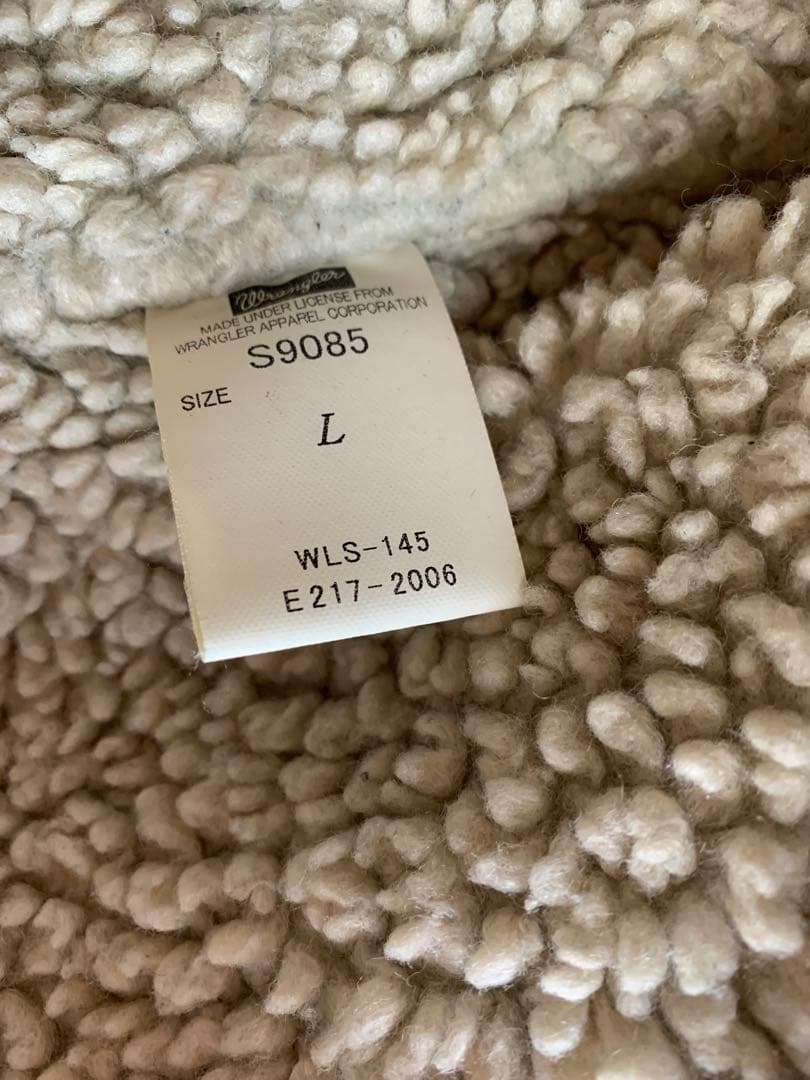 Wrangler
MADE UNDER LICENSE FROM
WRANGLER APPAREL CORPORATION
S9085
SIZE
L
WLS-145
E217-2006